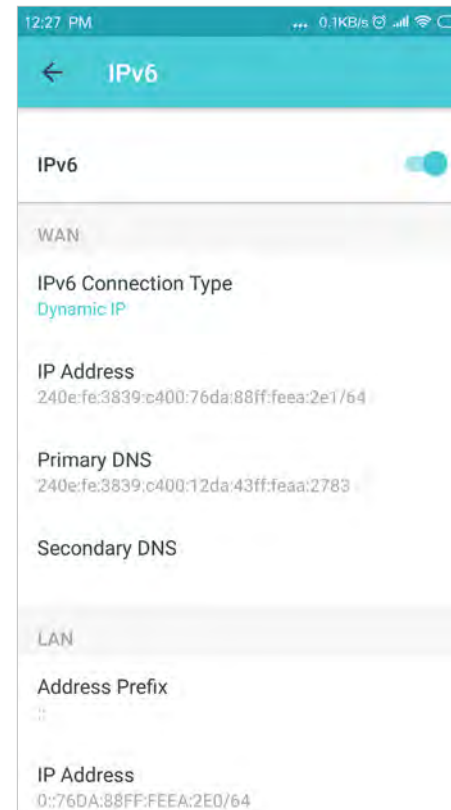 12:27 PM ... 0.1KB/s
IPv6
IPv6
WAN
IPv6 Connection Type
Dynamic IP
IP Address
240e:fe:3839:c400:76da:88ff:feea:2e1/64
Primary DNS
240e:fe:3839:c400:12da:43ff:feaa:2783
Secondary DNS
LAN
Address Prefix
::
IP Address
0::76DA:88FF:FEEA:2E0/64